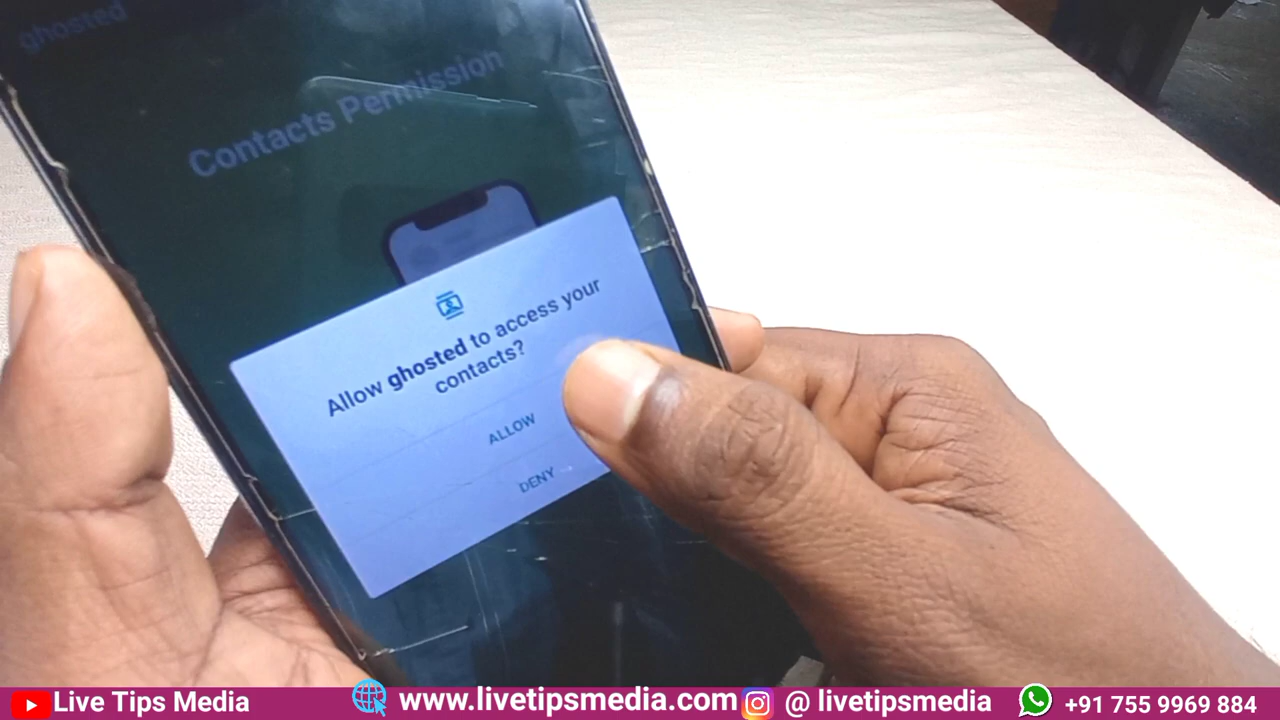 ghosted
Contacts Permission
Allow ghosted to access your
contacts?
ALLOW
DENY
Live Tips Media
www.livetipsmedia.com
@ livetipsmedia
+91 755 9969 884